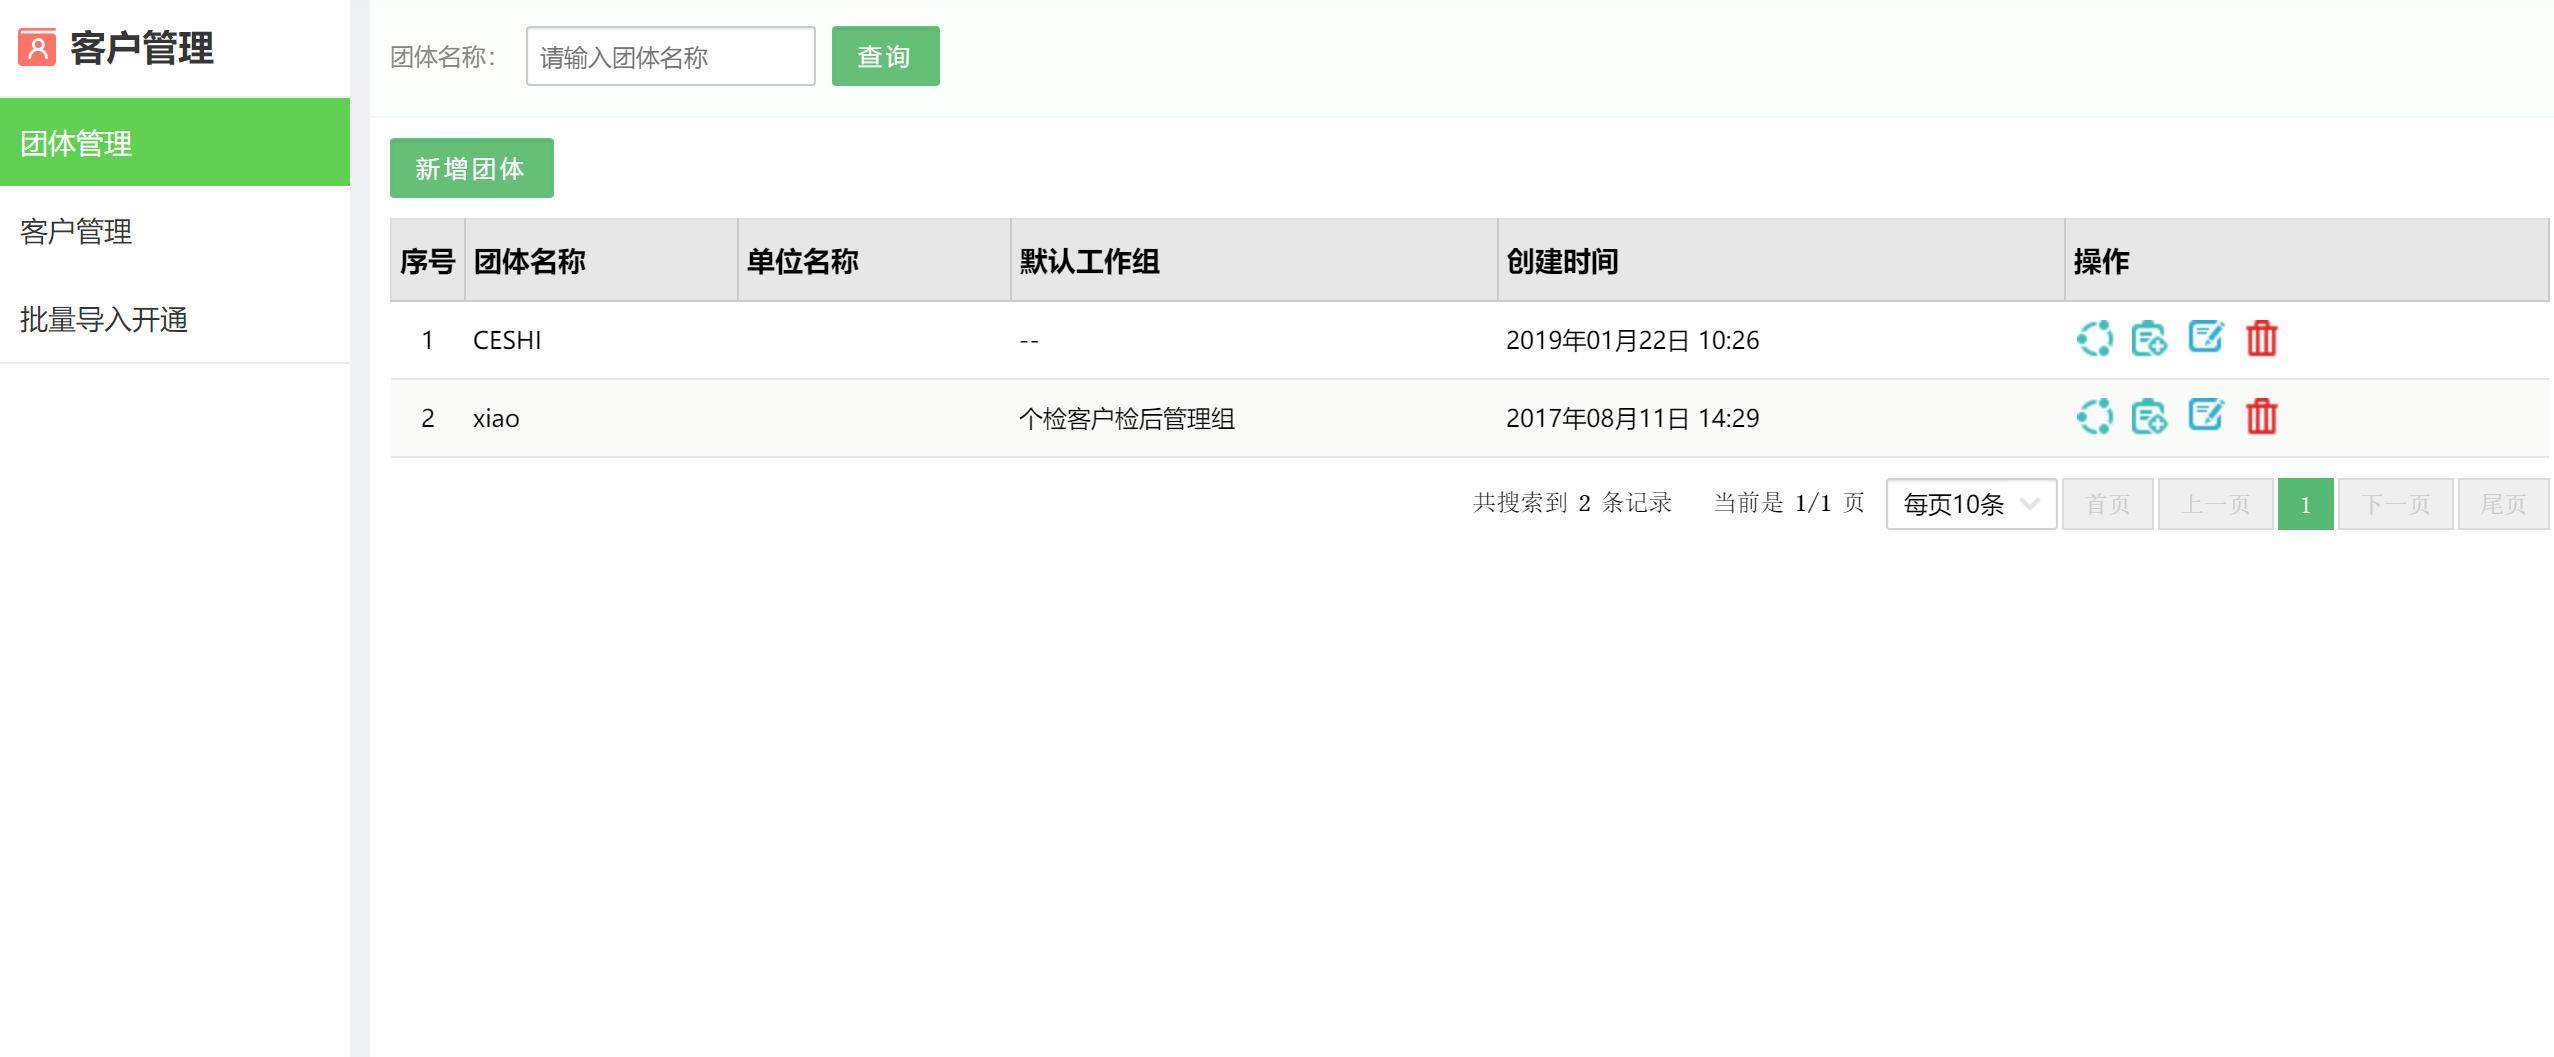 客户管理
团体管理
客户管理
批量导入开通
团体名称： 请输入团体名称 查询
新增团体
序号 团体名称 单位名称 默认工作组 创建时间 操作
1 CESHI -- 2019年01月22日 10:26
2 xiao 个检客户检后管理组 2017年08月11日 14:29
共搜索到 2 条记录 当前是 1/1 页 每页10条 首页 上一页 1 下一页 尾页